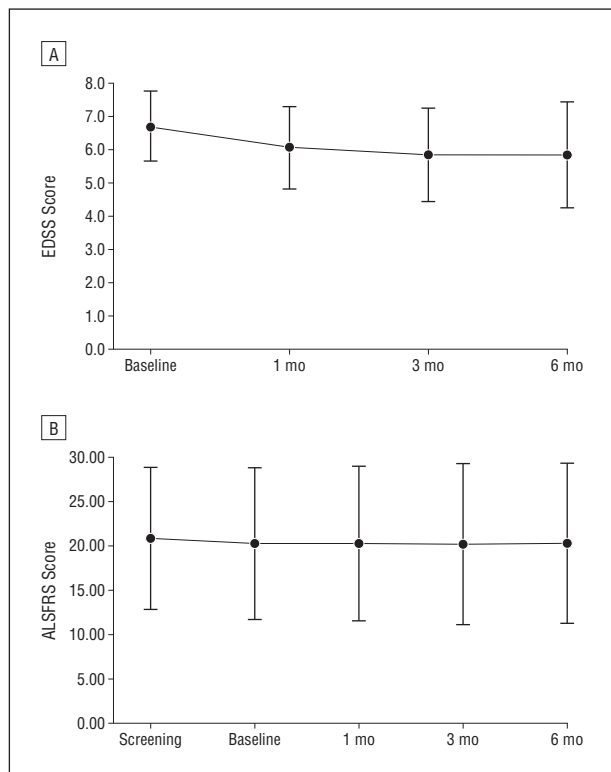 A
8.0
7.0
6.0
5.0
4.0
3.0
2.0
1.0
0.0
EDSS Score
Baseline 1 mo 3 mo 6 mo
B
30.00
25.00
20.00
15.00
10.00
5.00
0.00
ALSFRS Score
Screening Baseline 1 mo 3 mo 6 mo